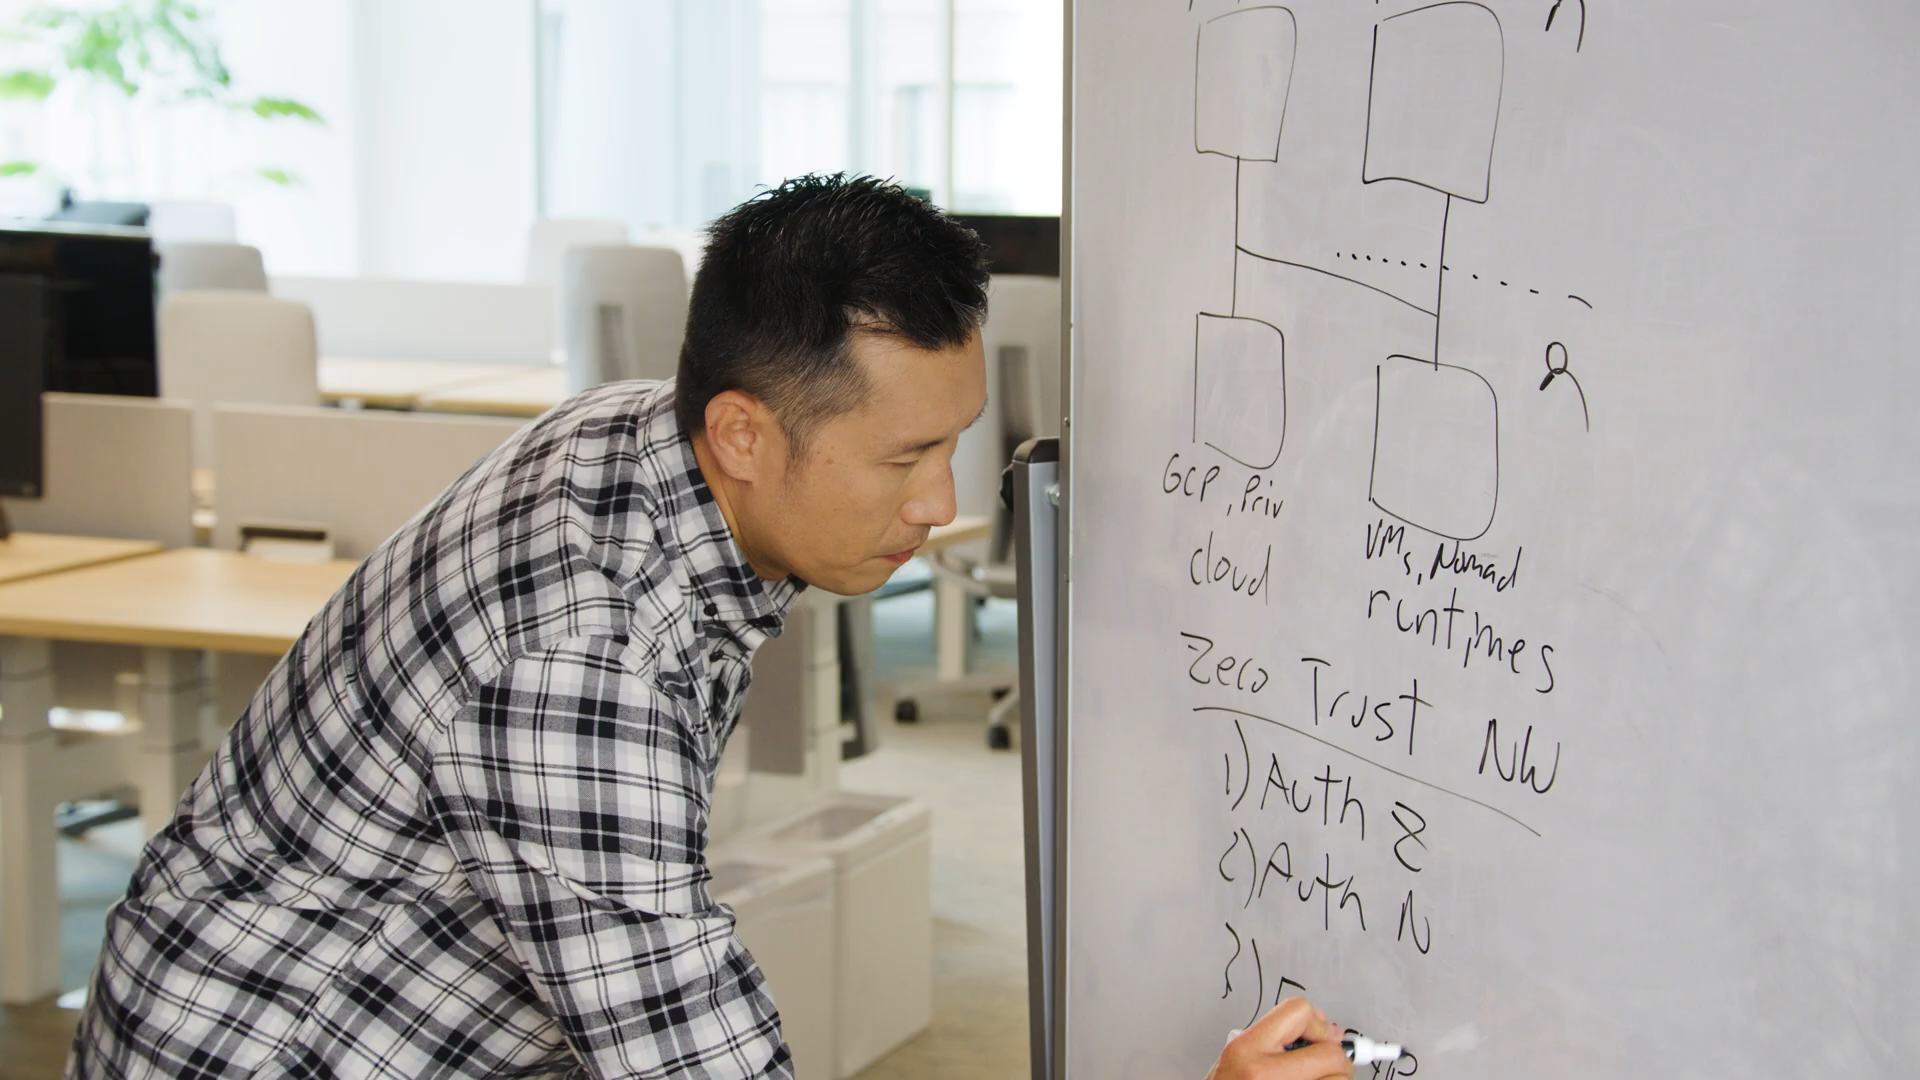 GCP, Priv
cloud
VMs, Nomad
runtimes
Zero Trust NW
1) Auth Z
2) Auth N
3)